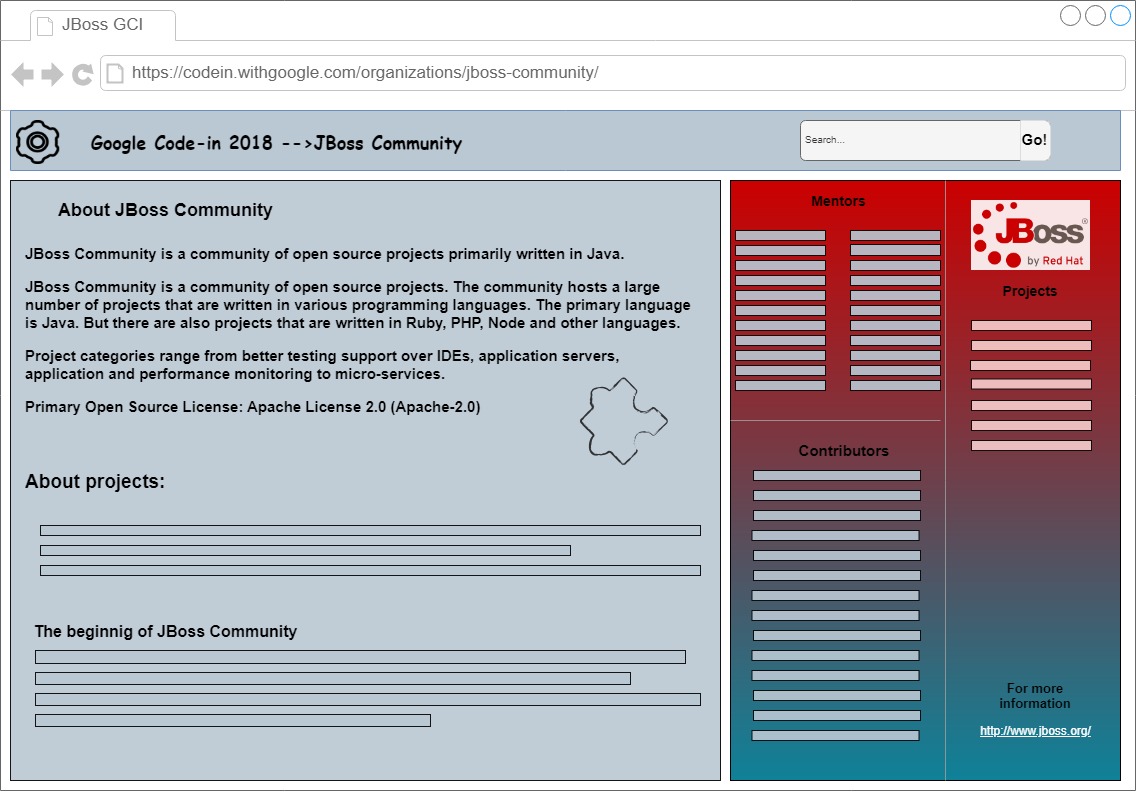 JBoss GCI
https://codein.withgoogle.com/organizations/jboss-community/
Google Code-in 2018 -->JBoss Community
Search...
Go!
About JBoss Community
JBoss Community is a community of open source projects primarily written in Java.
JBoss Community is a community of open source projects. The community hosts a large
number of projects that are written in various programming languages. The primary language
is Java. But there are also projects that are written in Ruby, PHP, Node and other languages.
Project categories range from better testing support over IDEs, application servers,
application and performance monitoring to micro-services.
Primary Open Source License: Apache License 2.0 (Apache-2.0)
About projects:
The beginnig of JBoss Community
Mentors
Contributors
JBoss®
by Red Hat
Projects
For more
information
http://www.jboss.org/